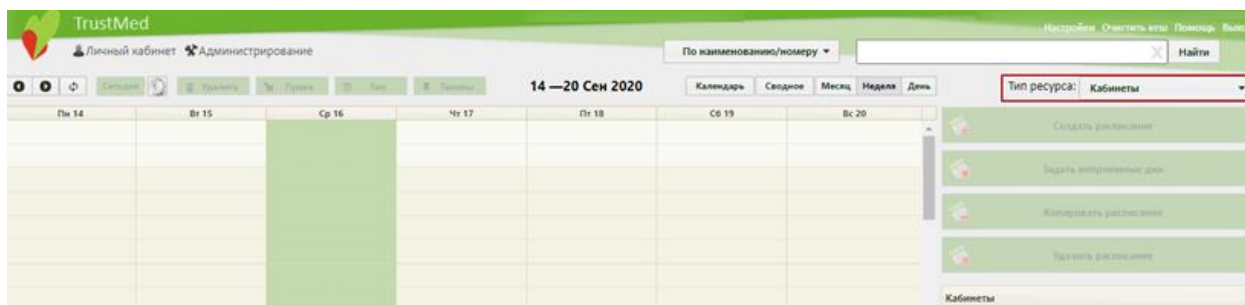 TrustMed
Настройки Очистить кеш Помощь
Личный кабинет Администрирование
По наименованию/номеру Найти
Сегодня Удалить 14 —20 Сен 2020 Календарь Сводное Месяц Неделя День Тип ресурса: Кабинеты
Пн 14 Вт 15 Ср 16 Чт 17 Пт 18 Сб 19 Вс 20
Создать расписание
Задать неприемные дни
Копировать расписание
Удалить расписание
Кабинеты